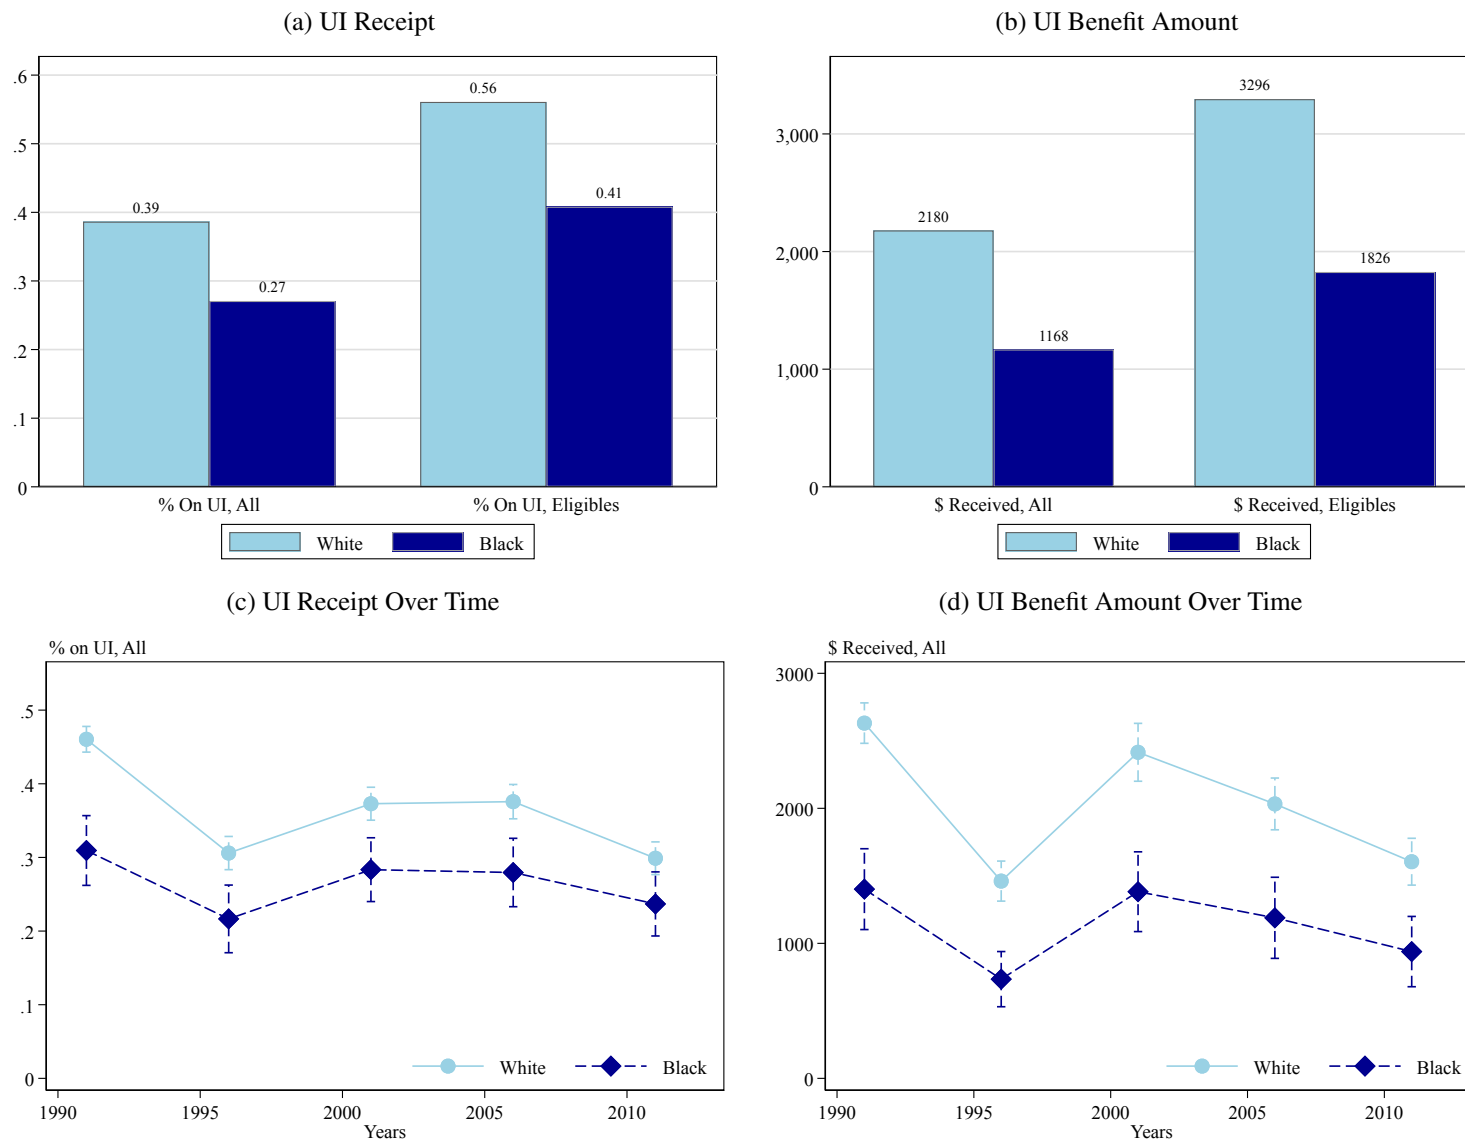 (a) UI Receipt
.6
.5
.4
.3
.2
.1
0
0.39
0.27
0.56
0.41
% On UI, All
% On UI, Eligibles
White
Black
(b) UI Benefit Amount
3,000
2,000
1,000
0
2180
1168
3296
1826
$ Received, All
$ Received, Eligibles
White
Black
(c) UI Receipt Over Time
% on UI, All
.5
.4
.3
.2
.1
0
White
Black
1990
1995
2000
2005
2010
Years
(d) UI Benefit Amount Over Time
$ Received, All
3000
2000
1000
0
White
Black
1990
1995
2000
2005
2010
Years